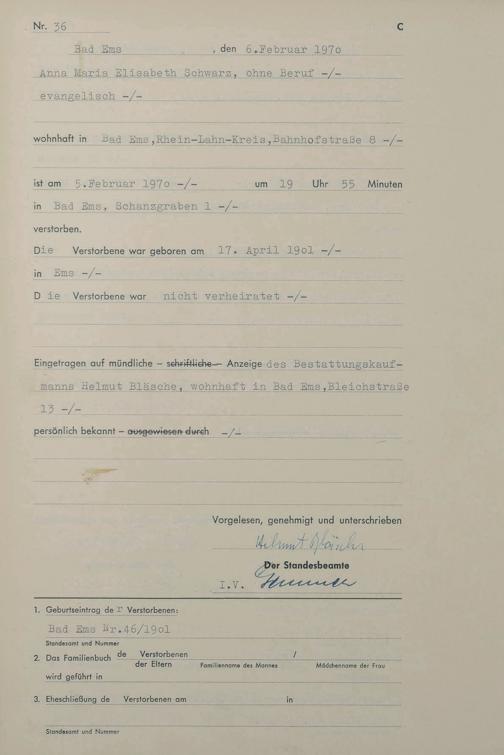 Nr. 36 C
Bad Ems , den 6.Februar 1970
Anna Maria Elisabeth Schwarz, ohne Beruf -/-
evangelisch -/-
wohnhaft in Bad Ems,Rhein-Lahn-Kreis,Bahnhofstraße 8 -/-
ist am 5.Februar 1970 -/- um 19 Uhr 55 Minuten
in Bad Ems, Schanzgraben 1 -/-
verstorben.
Die Verstorbene war geboren am 17. April 1901 -/-
in Ems -/-
D ie Verstorbene war nicht verheiratet -/-
Eingetragen auf mündliche – schriftliche – Anzeige des Bestattungskauf-
manns Helmut Bläsche, wohnhaft in Bad Ems,Bleichstraße
13 -/-
persönlich bekannt – ausgewiesen durch -/-
Vorgelesen, genehmigt und unterschrieben
Helmut Bläsche
Der Standesbeamte
I.V.
1. Geburtseintrag de r Verstorbenen:
Bad Ems Nr.46/1901
Standesamt und Nummer
2. Das Familienbuch de Verstorbenen /
der Eltern Familienname des Mannes Mädchenname der Frau
wird geführt in
3. Eheschließung de Verstorbenen am in
Standesamt und Nummer